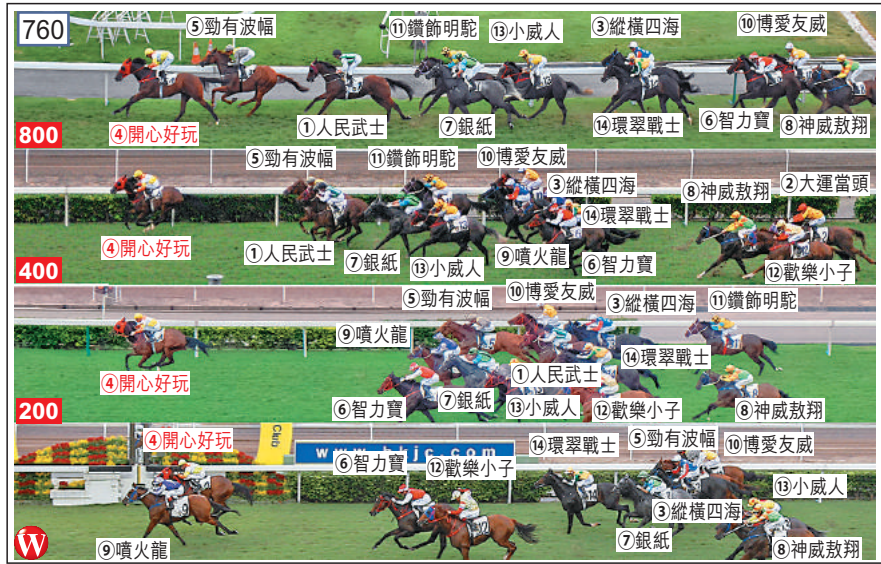 760
⑤勁有波幅 ⑪鑽飾明駝 ⑬小威人 ③縱橫四海 ⑩博愛友威
④開心好玩 ①人民武士 ⑦銀紙 ⑭環翠戰士 ⑥智力寶 ⑧神威敖翔
800
⑤勁有波幅 ⑪鑽飾明駝 ⑩博愛友威 ③縱橫四海 ⑧神威敖翔 ②大運當頭
④開心好玩 ①人民武士 ⑦銀紙 ⑬小威人 ⑨噴火龍 ⑭環翠戰士 ⑥智力寶 ⑫歡樂小子
400
⑤勁有波幅 ⑩博愛友威 ③縱橫四海 ⑪鑽飾明駝
⑨噴火龍 ⑭環翠戰士
④開心好玩 ①人民武士
⑥智力寶 ⑦銀紙 ⑬小威人 ⑫歡樂小子 ⑧神威敖翔
200
④開心好玩 Club www.hkjc.com ⑥智力寶 ⑫歡樂小子 ⑭環翠戰士 ⑤勁有波幅 ⑩博愛友威
⑬小威人
③縱橫四海
W ⑨噴火龍 ⑦銀紙 ⑧神威敖翔
9 12 14